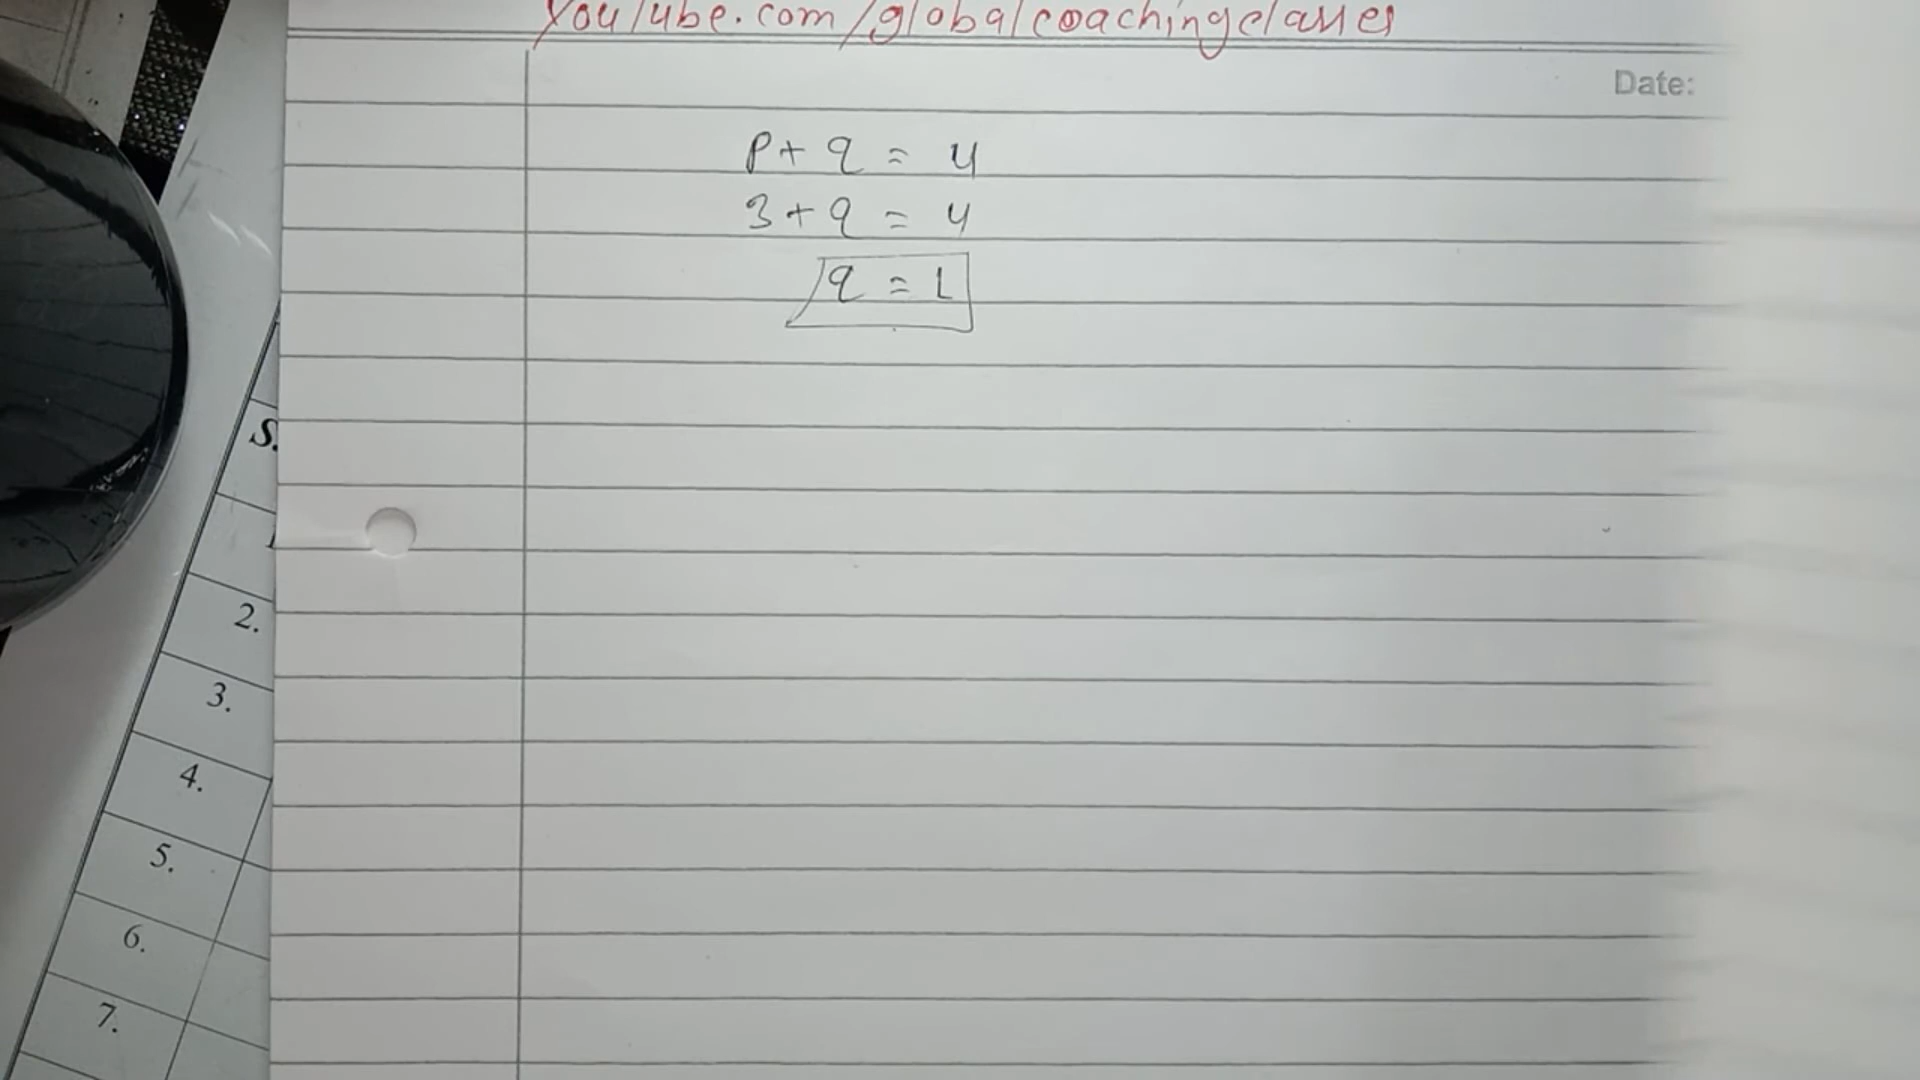 YouTube.com/globalcoachingclasses
Date:
p + q = 4
3 + q = 4
q = 1
S.
2.
3.
4.
5.
6.
7.